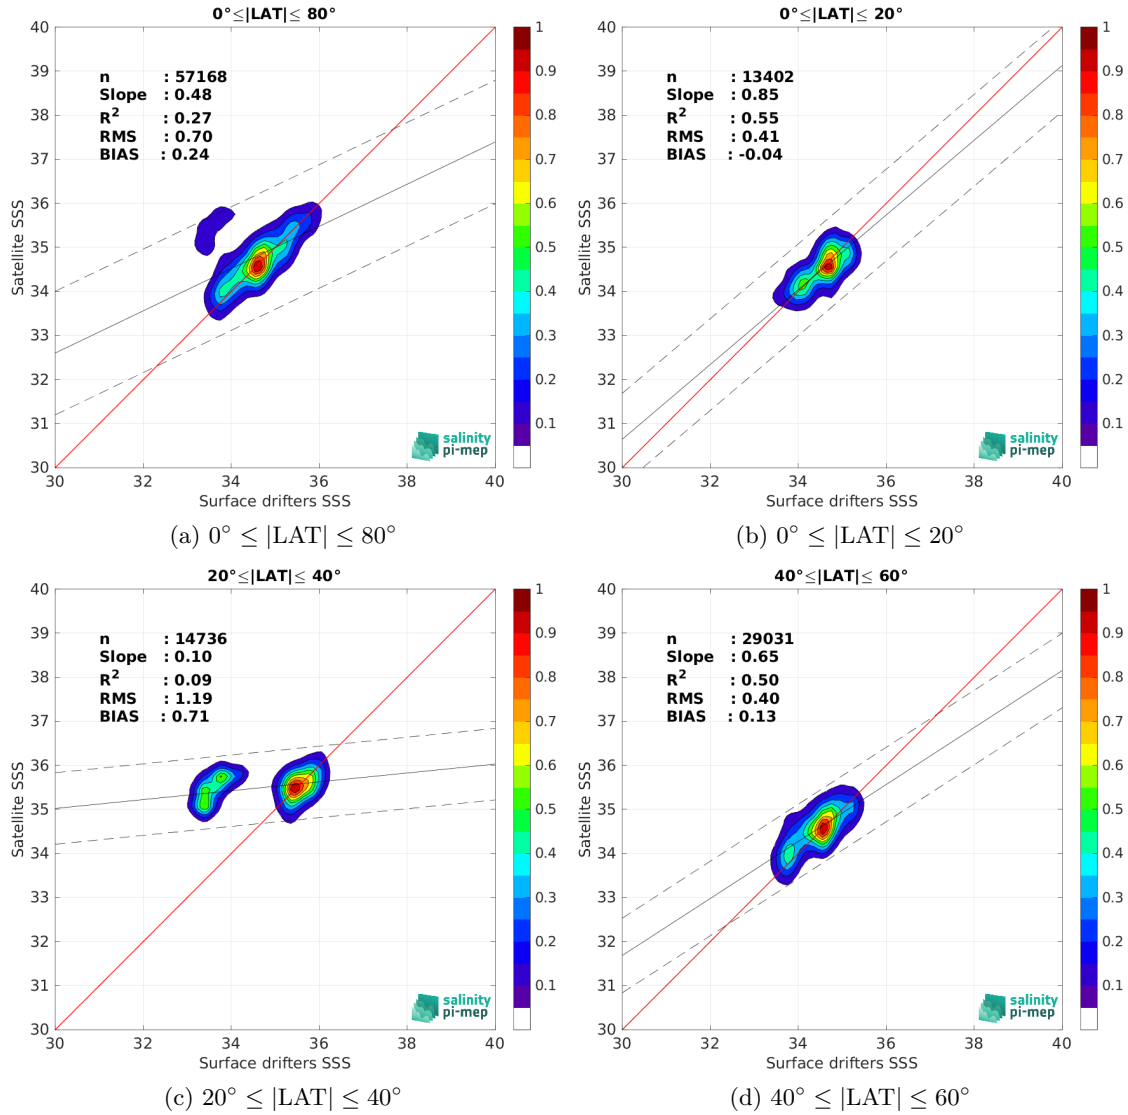 0°≤|LAT|≤ 80°
n : 57168
Slope : 0.48
R² : 0.27
RMS : 0.70
BIAS : 0.24
40
39
38
37
36
35
34
33
32
31
30
Satellite SSS
30 32 34 36 38 40
Surface drifters SSS
salinity
pi-mep
1
0.9
0.8
0.7
0.6
0.5
0.4
0.3
0.2
0.1
(a) 0° ≤ |LAT| ≤ 80°
0°≤|LAT|≤ 20°
n : 13402
Slope : 0.85
R² : 0.55
RMS : 0.41
BIAS : -0.04
40
39
38
37
36
35
34
33
32
31
30
Satellite SSS
30 32 34 36 38 40
Surface drifters SSS
salinity
pi-mep
1
0.9
0.8
0.7
0.6
0.5
0.4
0.3
0.2
0.1
(b) 0° ≤ |LAT| ≤ 20°
20°≤|LAT|≤ 40°
n : 14736
Slope : 0.10
R² : 0.09
RMS : 1.19
BIAS : 0.71
40
39
38
37
36
35
34
33
32
31
30
Satellite SSS
30 32 34 36 38 40
Surface drifters SSS
salinity
pi-mep
1
0.9
0.8
0.7
0.6
0.5
0.4
0.3
0.2
0.1
(c) 20° ≤ |LAT| ≤ 40°
40°≤|LAT|≤ 60°
n : 29031
Slope : 0.65
R² : 0.50
RMS : 0.40
BIAS : 0.13
40
39
38
37
36
35
34
33
32
31
30
Satellite SSS
30 32 34 36 38 40
Surface drifters SSS
salinity
pi-mep
1
0.9
0.8
0.7
0.6
0.5
0.4
0.3
0.2
0.1
(d) 40° ≤ |LAT| ≤ 60°